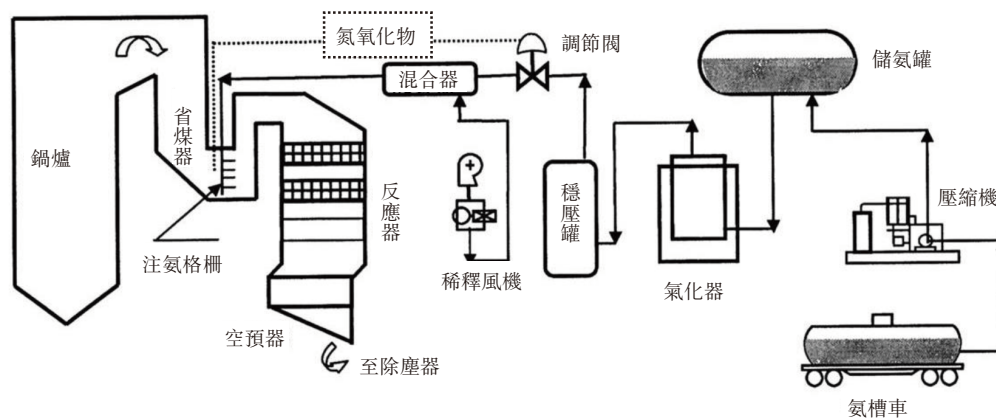 氮氧化物
調節閥
混合器
儲氨罐
省煤器
鍋爐
反應器
穩壓罐
壓縮機
注氨格柵
稀釋風機
氣化器
空預器
至除塵器
氨槽車